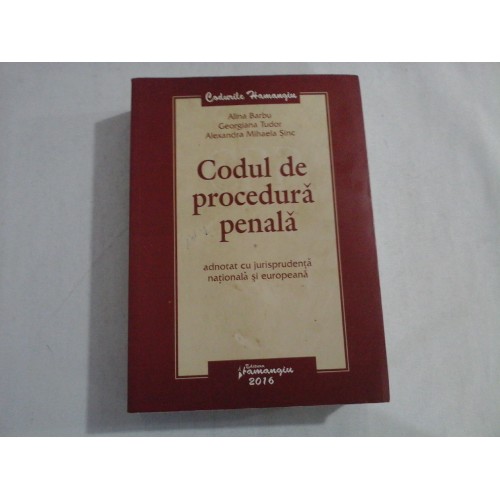 Codurile Hamangiu
Alina Barbu
Georgiana Tudor
Alexandra Mihaela Șinc
Codul de
procedură
penală
adnotat cu jurisprudență
națională și europeană
Editura
Hamangiu
2016